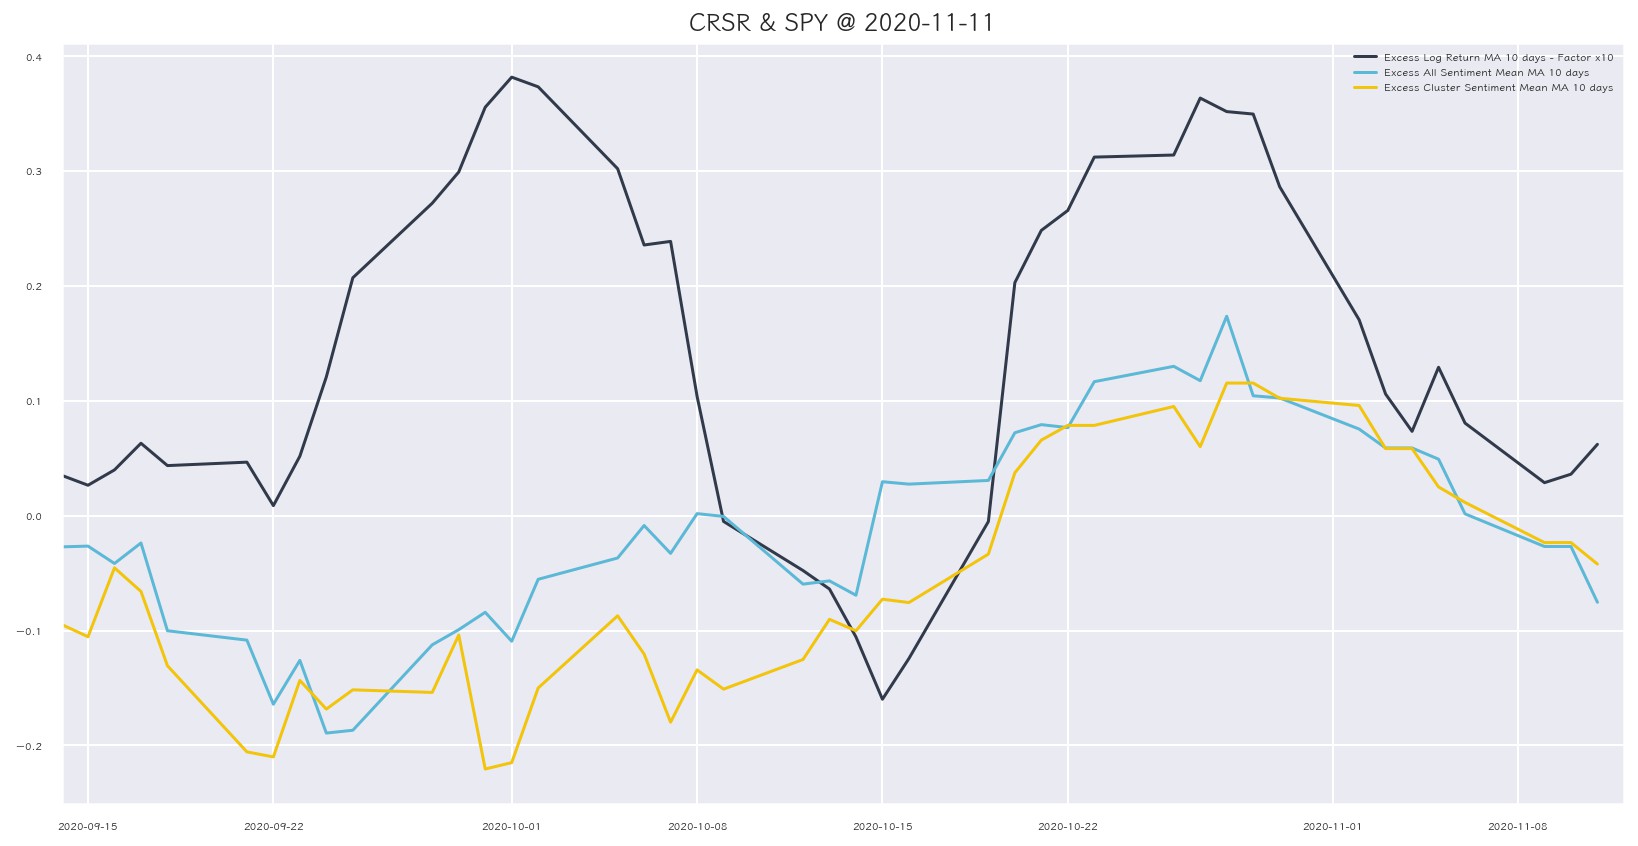 CRSR & SPY @ 2020-11-11
Excess Log Return MA 10 days - Factor x10
Excess All Sentiment Mean MA 10 days
Excess Cluster Sentiment Mean MA 10 days
0.4
0.3
0.2
0.1
0.0
−0.1
−0.2
2020-09-15 2020-09-22 2020-10-01 2020-10-08 2020-10-15 2020-10-22 2020-11-01 2020-11-08